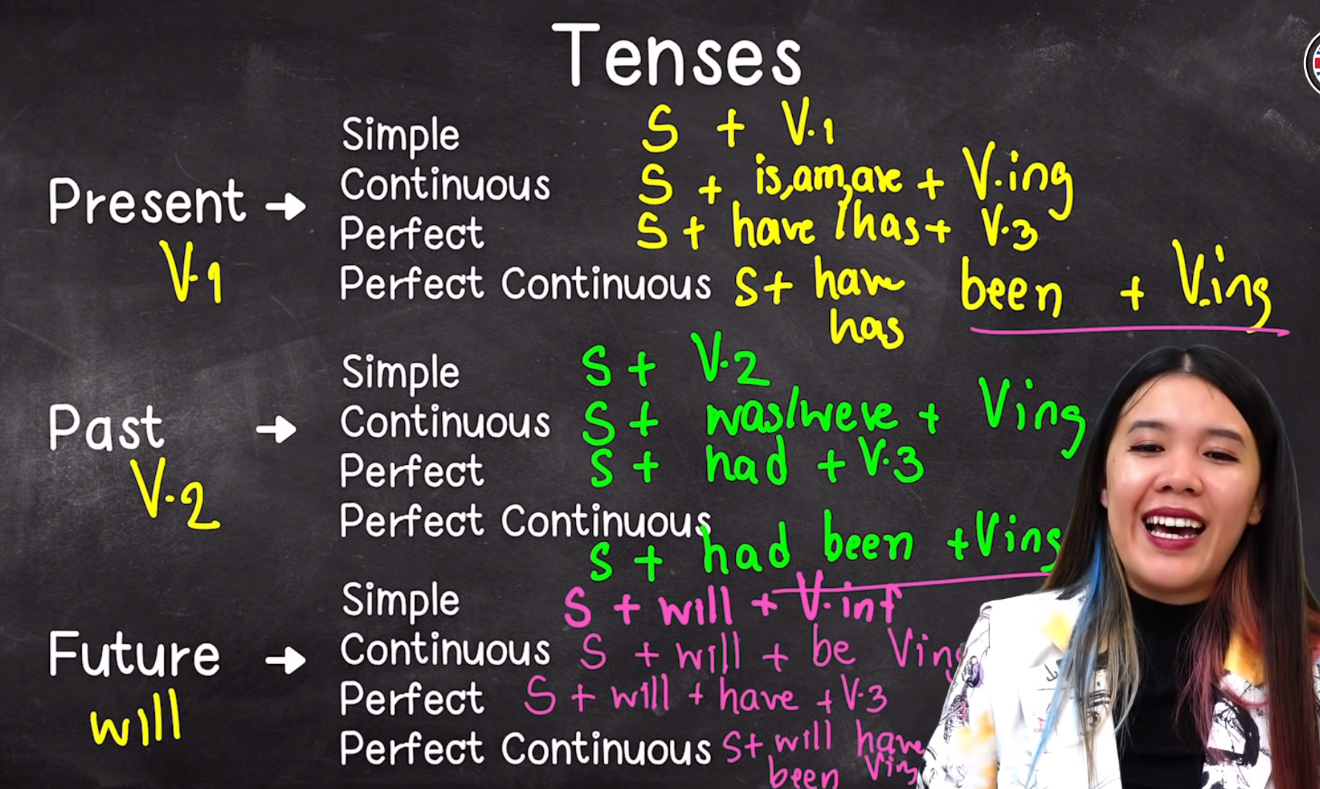 Tenses
Simple S + V.1
Continuous S + is,am,are + V.ing
Present → Perfect S + have /has + V.3
V.1
Perfect Continuous S + have been + V.ing
has
Simple S + V.2
Continuous S + was/were + Ving
Past → Perfect S + had + V.3
V.2
Perfect Continuous
S + had been + Ving
Simple S + will + V.inf
Continuous S + will + be Ving
Future → Perfect S + will + have + V.3
will
Perfect Continuous S + will have
been Ving